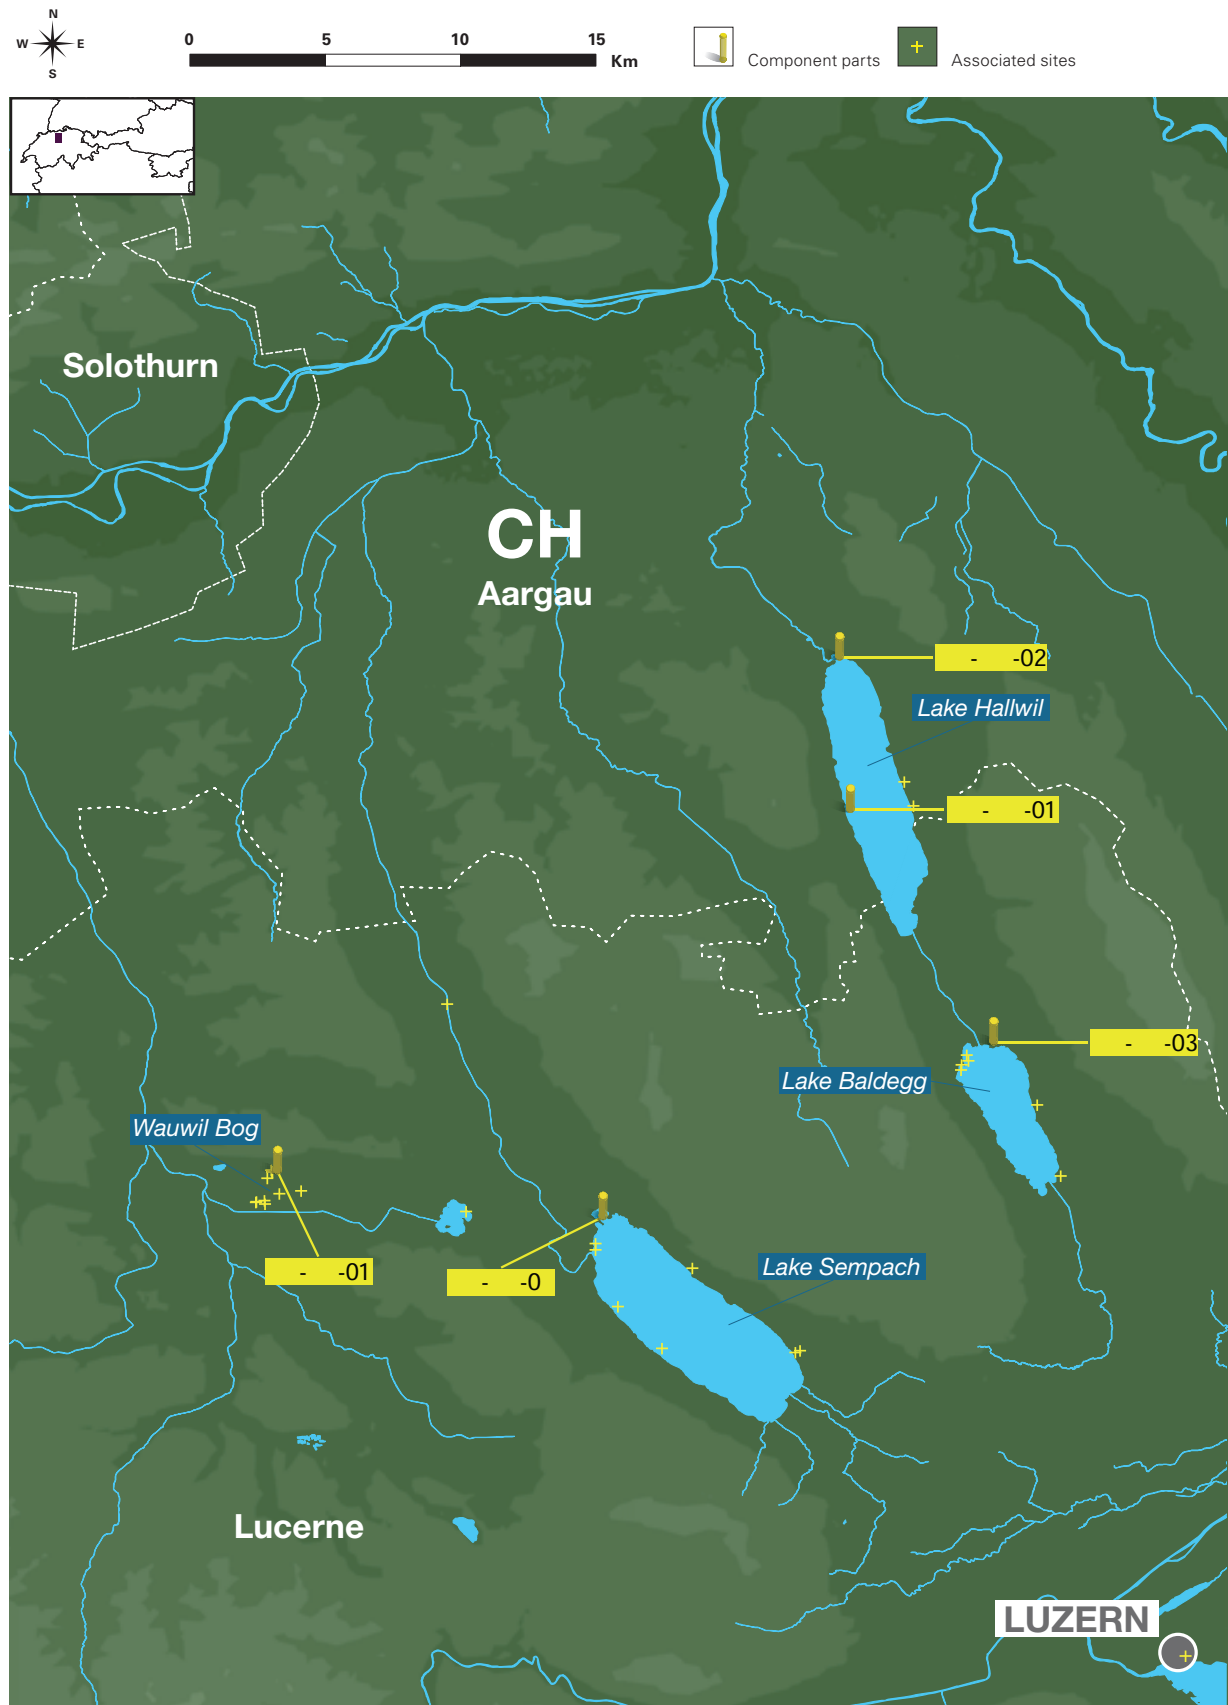 N
W E
S
0 5 10 15
Km
Component parts
Associated sites
Solothurn
CH
Aargau
- -02
Lake Hallwil
- -01
- -03
Lake Baldegg
Wauwil Bog
- -01
- -0
Lake Sempach
Lucerne
LUZERN